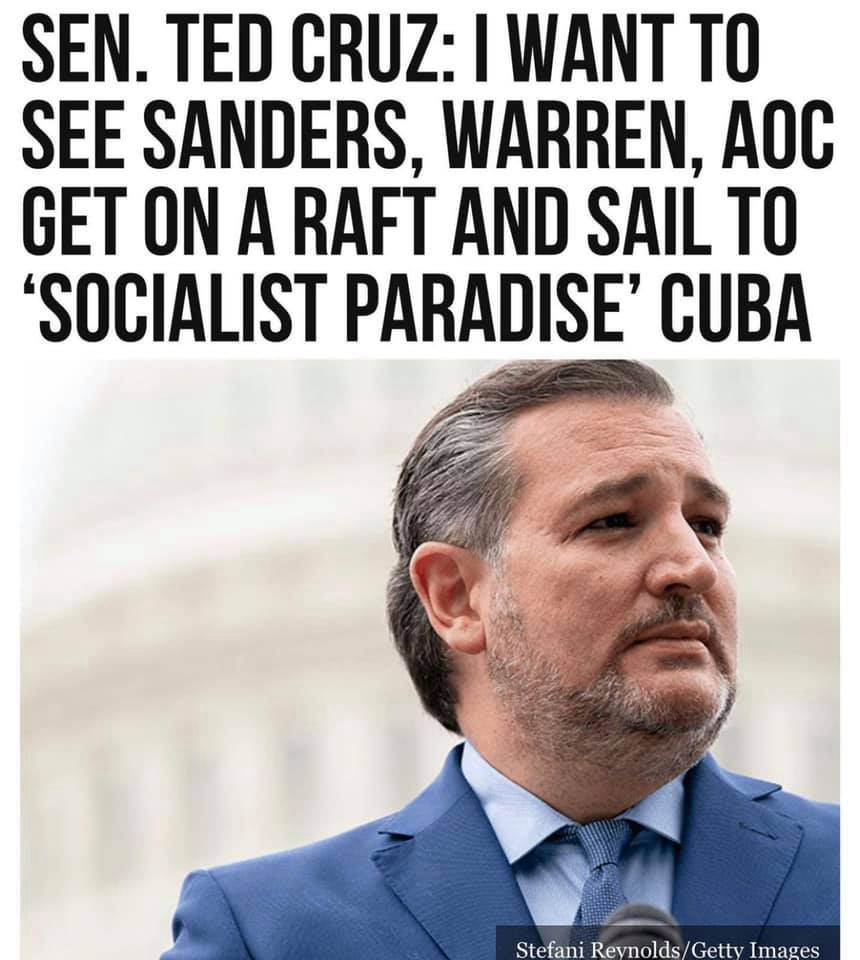 SEN. TED CRUZ: I WANT TO
SEE SANDERS, WARREN, AOC
GET ON A RAFT AND SAIL TO
‘SOCIALIST PARADISE’ CUBA
Stefani Reynolds/Getty Images